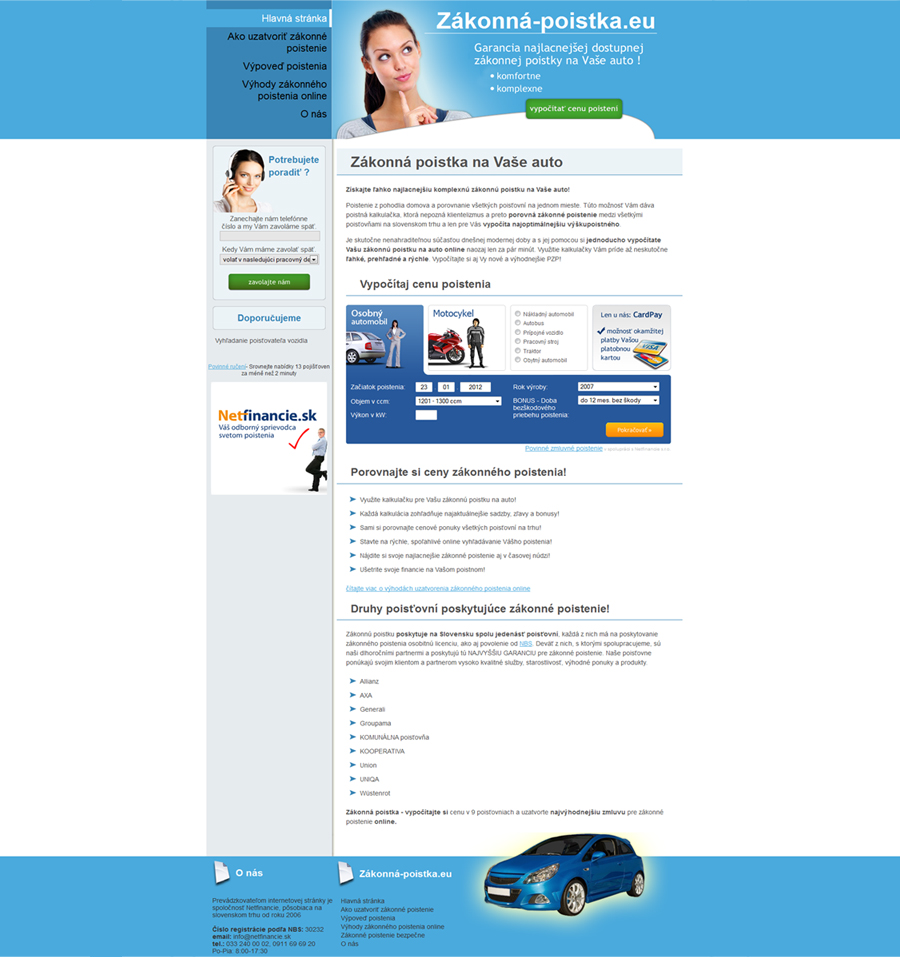 Hlavná stránka
Ako uzatvoriť zákonné
poistenie
Výpoveď poistenia
Výhody zákonného
poistenia online
O nás
Zákonná-poistka.eu
Garancia najlacnejšej dostupnej
zákonnej poistky na Vaše auto !
• komfortne
• komplexne
vypočítať cenu poistení
Potrebujete
poradiť ?
Zanechajte nám telefónne
číslo a my Vám zavoláme späť.
Kedy Vám máme zavolať späť.
volať v nasledujúci pracovný de
zavolajte nám
Doporučujeme
Vyhľadanie poisťovateľa vozidla
Povinné ručení- Srovnejte nabídky 13 pojišťoven
za méně než 2 minuty
Netfinancie.sk
Váš odborný sprievodca
svetom poistenia
Zákonná poistka na Vaše auto
Získajte ľahko najlacnejšiu komplexnú zákonnú poistku na Vaše auto!
Poistenie z pohodlia domova a porovnanie všetkých poisťovní na jednom mieste. Túto možnosť Vám dáva
poistná kalkulačka, ktorá nepozná klientelizmus a preto porovná zákonné poistenie medzi všetkými
poisťovňami na slovenskom trhu a len pre Vás vypočíta najoptimálnejšiu výškupoistného.
Je skutočne nenahraditeľnou súčasťou dnešnej modernej doby a s jej pomocou si jednoducho vypočítate
Vašu zákonnú poistku na auto online naozaj len za pár minút. Využitie kalkulačky Vám príde až neskutočne
ľahké, prehľadné a rýchle. Vypočítajte si aj Vy nové a výhodnejšie PZP!
Vypočítaj cenu poistenia
Osobný
automobil
Motocykel
Nákladný automobil
Autobus
Prípojné vozidlo
Pracovný stroj
Traktor
Obytný automobil
Len u nás: CardPay
možnosť okamžitej
platby Vašou
platobnou
kartou
VISA
Začiatok poistenia: 23 01 2012
Objem v ccm: 1201 - 1300 ccm
Výkon v kW:
Rok výroby: 2007
BONUS - Doba
bezškodového
priebehu poistenia:
do 12 mes. bez škody
Pokračovať »
Povinné zmluvné poistenie
Porovnajte si ceny zákonného poistenia!
Využite kalkulačku pre Vašu zákonnú poistku na auto!
Každá kalkulácia zohľadňuje najaktuálnejšie sadzby, zľavy a bonusy!
Sami si porovnajte cenové ponuky všetkých poisťovní na trhu!
Stavte na rýchle, spoľahlivé online vyhľadávanie Vášho poistenia!
Nájdite si svoje najlacnejšie zákonné poistenie aj v časovej núdzi!
Ušetrite svoje financie na Vašom poistnom!
čítajte viac o výhodách uzatvorenia zákonného poistenia online
Druhy poisťovní poskytujúce zákonné poistenie!
Zákonnú poistku poskytuje na Slovensku spolu jedenásť poisťovní, každá z nich má na poskytovanie
zákonného poistenia osobitnú licenciu, ako aj povolenie od NBS. Deväť z nich, s ktorými spolupracujeme, sú
naši dlhoroční partnermi a poskytujú tú NAJVYŠŠIU GARANCIU pre zákonné poistenie. Naše poisťovne
ponúkajú svojim klientom a partnerom vysoko kvalitné služby, starostlivosť, výhodné ponuky a produkty.
Allianz
AXA
Generali
Groupama
KOMUNÁLNA poisťovňa
KOOPERATIVA
Union
UNIQA
Wüstenrot
Zákonná poistka - vypočítajte si cenu v 9 poisťovniach a uzatvorte najvýhodnejšiu zmluvu pre zákonné
poistenie online.
O nás
Prevádzkovateľom internetovej stránky je
spoločnosť Netfinancie, pôsobiaca na
slovenskom trhu od roku 2006
Číslo registrácie podľa NBS: 30232
email: info@netfinancie.sk
tel.: 033 240 00 02, 0911 69 69 20
Po-Pia: 8:00-17:30
Zákonná-poistka.eu
Hlavná stránka
Ako uzatvoriť zákonné poistenie
Výpoveď poistenia
Výhody zákonného poistenia online
Zákonné poistenie bezpečne
O nás